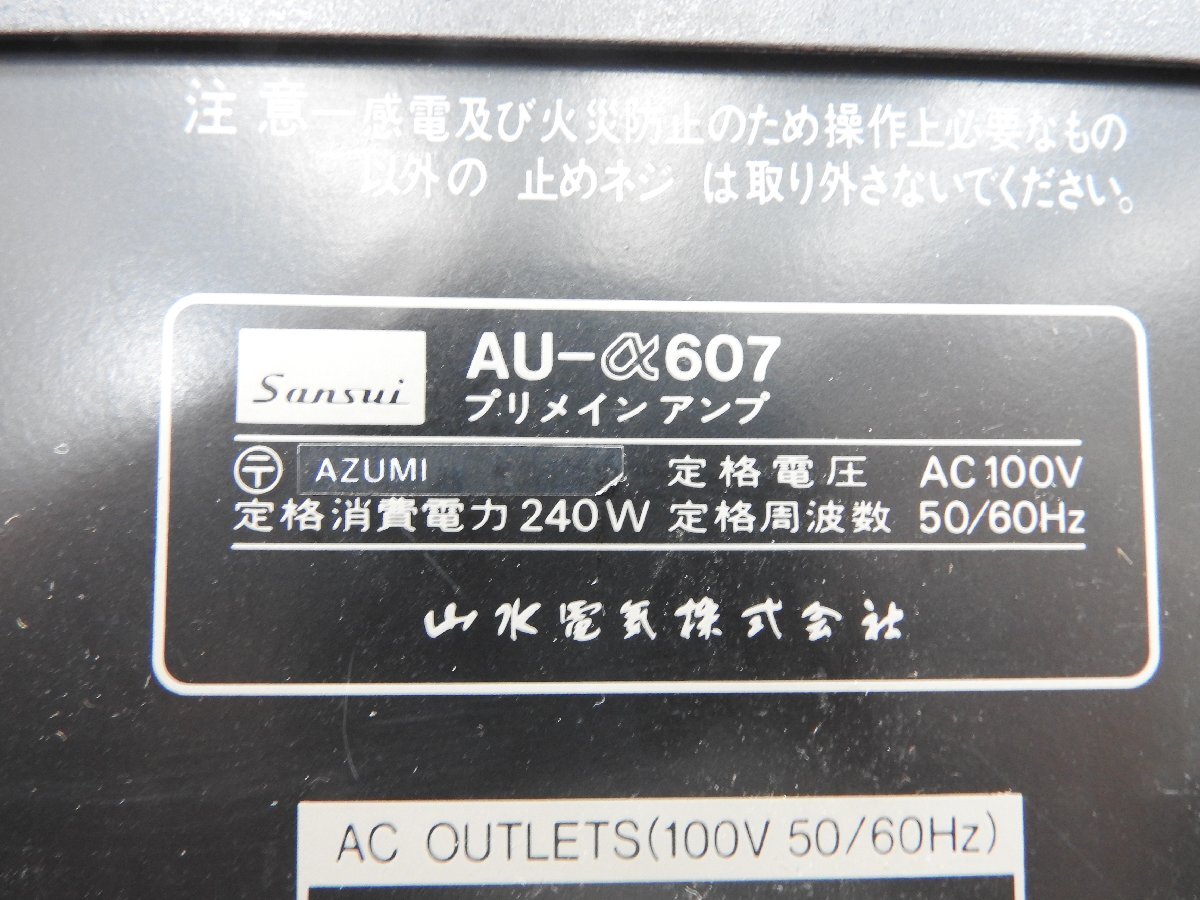 注意ー感電及び火災防止のため操作上必要なもの
以外の 止めネジ は取り外さないでください。
Sansui
AU-α607
プリメインアンプ
〒 AZUMI 定格電圧 AC100V
定格消費電力 240W 定格周波数 50/60Hz
山水電気株式会社
AC OUTLETS(100V 50/60Hz)